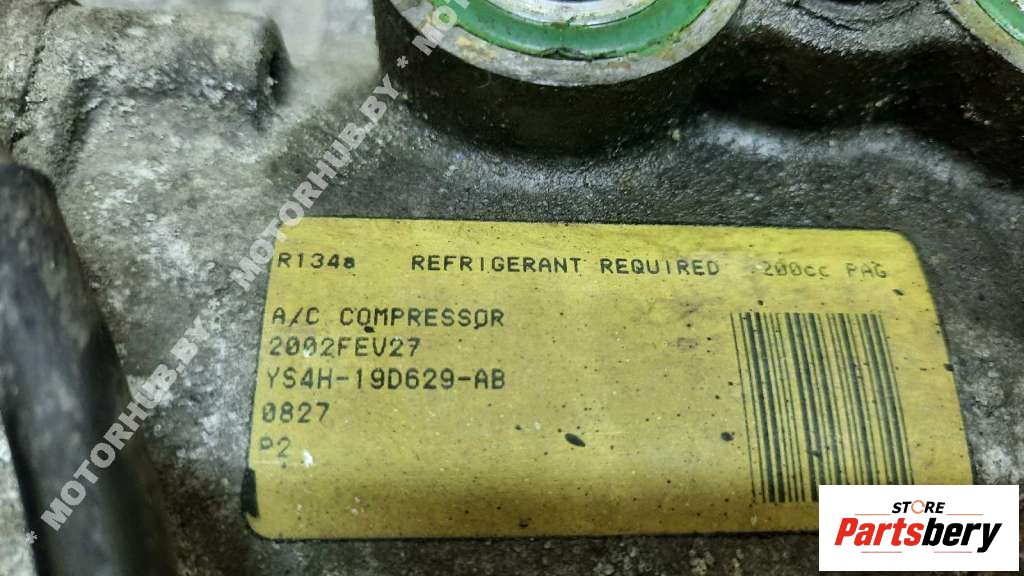 R134a REFRIGERANT REQUIRED 200cc PAG
A/C COMPRESSOR
2002FEV27
YS4H-19D629-AB
0827
P2
* MOTORHUB.BY * MOTORHUB.BY * MOTORHUB.BY * MOT
STORE
Partsbery